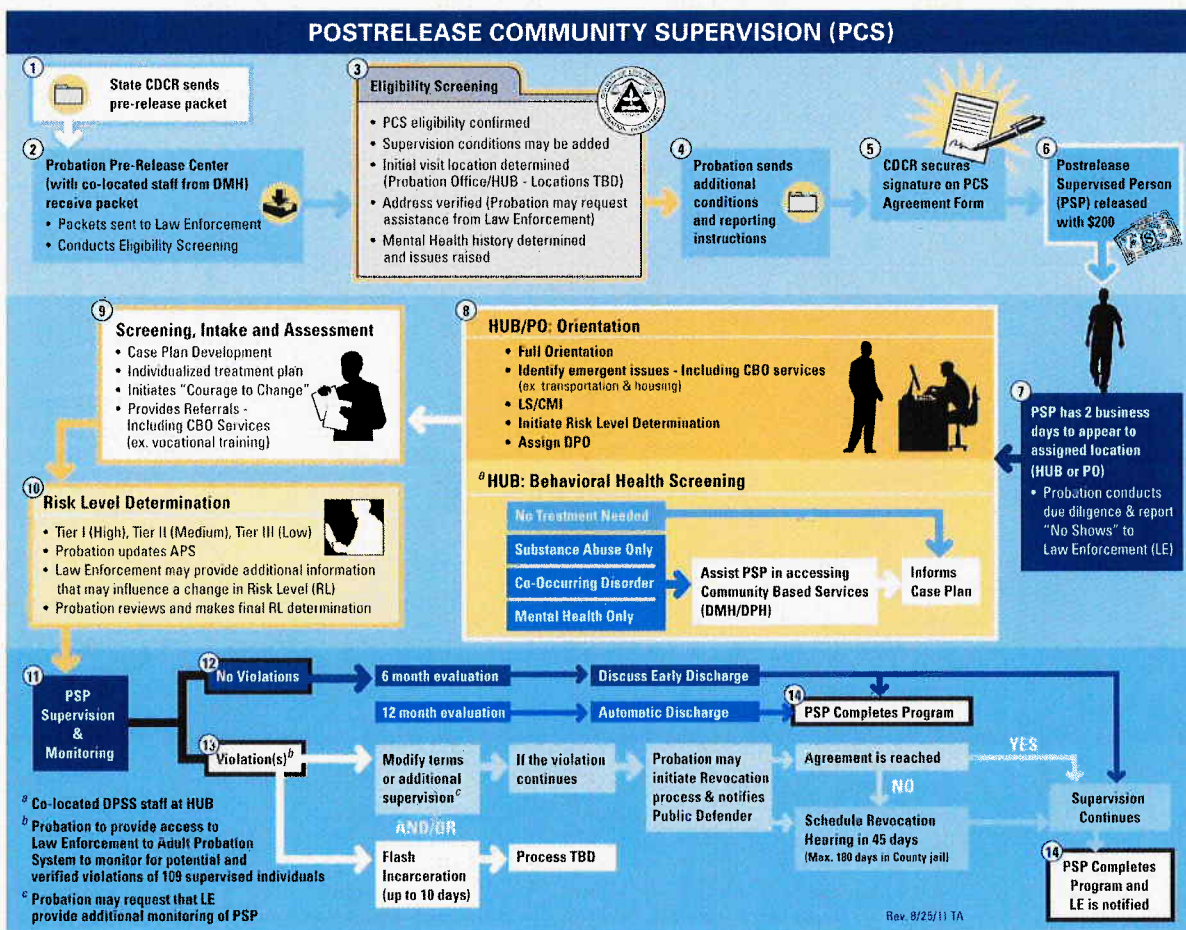 POSTRELEASE COMMUNITY SUPERVISION (PCS)
1
State CDCR sends
pre-release packet
2
Probation Pre-Release Center
(with co-located staff from DMH)
receive packet
• Packets sent to Law Enforcement
• Conducts Eligibility Screening
3
Eligibility Screening
• PCS eligibility confirmed
• Supervision conditions may be added
• Initial visit location determined
(Probation Office/HUB - Locations TBD)
• Address verified (Probation may request
assistance from Law Enforcement)
• Mental Health history determined
and issues raised
4
Probation sends
additional
conditions
and reporting
instructions
5
CDCR secures
signature on PCS
Agreement Form
6
Postrelease
Supervised Person
(PSP) released
with $200
7
PSP has 2 business
days to appear to
assigned location
(HUB or PO)
• Probation conducts
due diligence & report
"No Shows" to
Law Enforcement (LE)
8
HUB/PO: Orientation
• Full Orientation
• Identify emergent issues - Including CBO services
(ex. transportation & housing)
• LS/CMI
• Initiate Risk Level Determination
• Assign DPO
a HUB: Behavioral Health Screening
No Treatment Needed
Substance Abuse Only
Co-Occurring Disorder
Mental Health Only
Assist PSP in accessing
Community Based Services
(DMH/DPH)
Informs
Case Plan
9
Screening, Intake and Assessment
• Case Plan Development
• Individualized treatment plan
• Initiates "Courage to Change"
• Provides Referrals -
Including CBO Services
(ex. vocational training)
10
Risk Level Determination
• Tier I (High), Tier II (Medium), Tier III (Low)
• Probation updates APS
• Law Enforcement may provide additional information
that may influence a change in Risk Level (RL)
• Probation reviews and makes final RL determination
11
PSP
Supervision
&
Monitoring
12
No Violations
6 month evaluation
Discuss Early Discharge
12 month evaluation
Automatic Discharge
14
PSP Completes Program
13
Violation(s)b
Modify terms
or additional
supervisionc
If the violation
continues
Probation may
initiate Revocation
process & notifies
Public Defender
Agreement is reached
YES
NO
Schedule Revocation
Hearing in 45 days
(Max. 180 days in County jail)
Supervision
Continues
AND/OR
Flash
Incarceration
(up to 10 days)
Process TBD
14
PSP Completes
Program and
LE is notified
a Co-located DPSS staff at HUB
b Probation to provide access to
Law Enforcement to Adult Probation
System to monitor for potential and
verified violations of 109 supervised individuals
c Probation may request that LE
provide additional monitoring of PSP
Rev. 8/25/11 TA